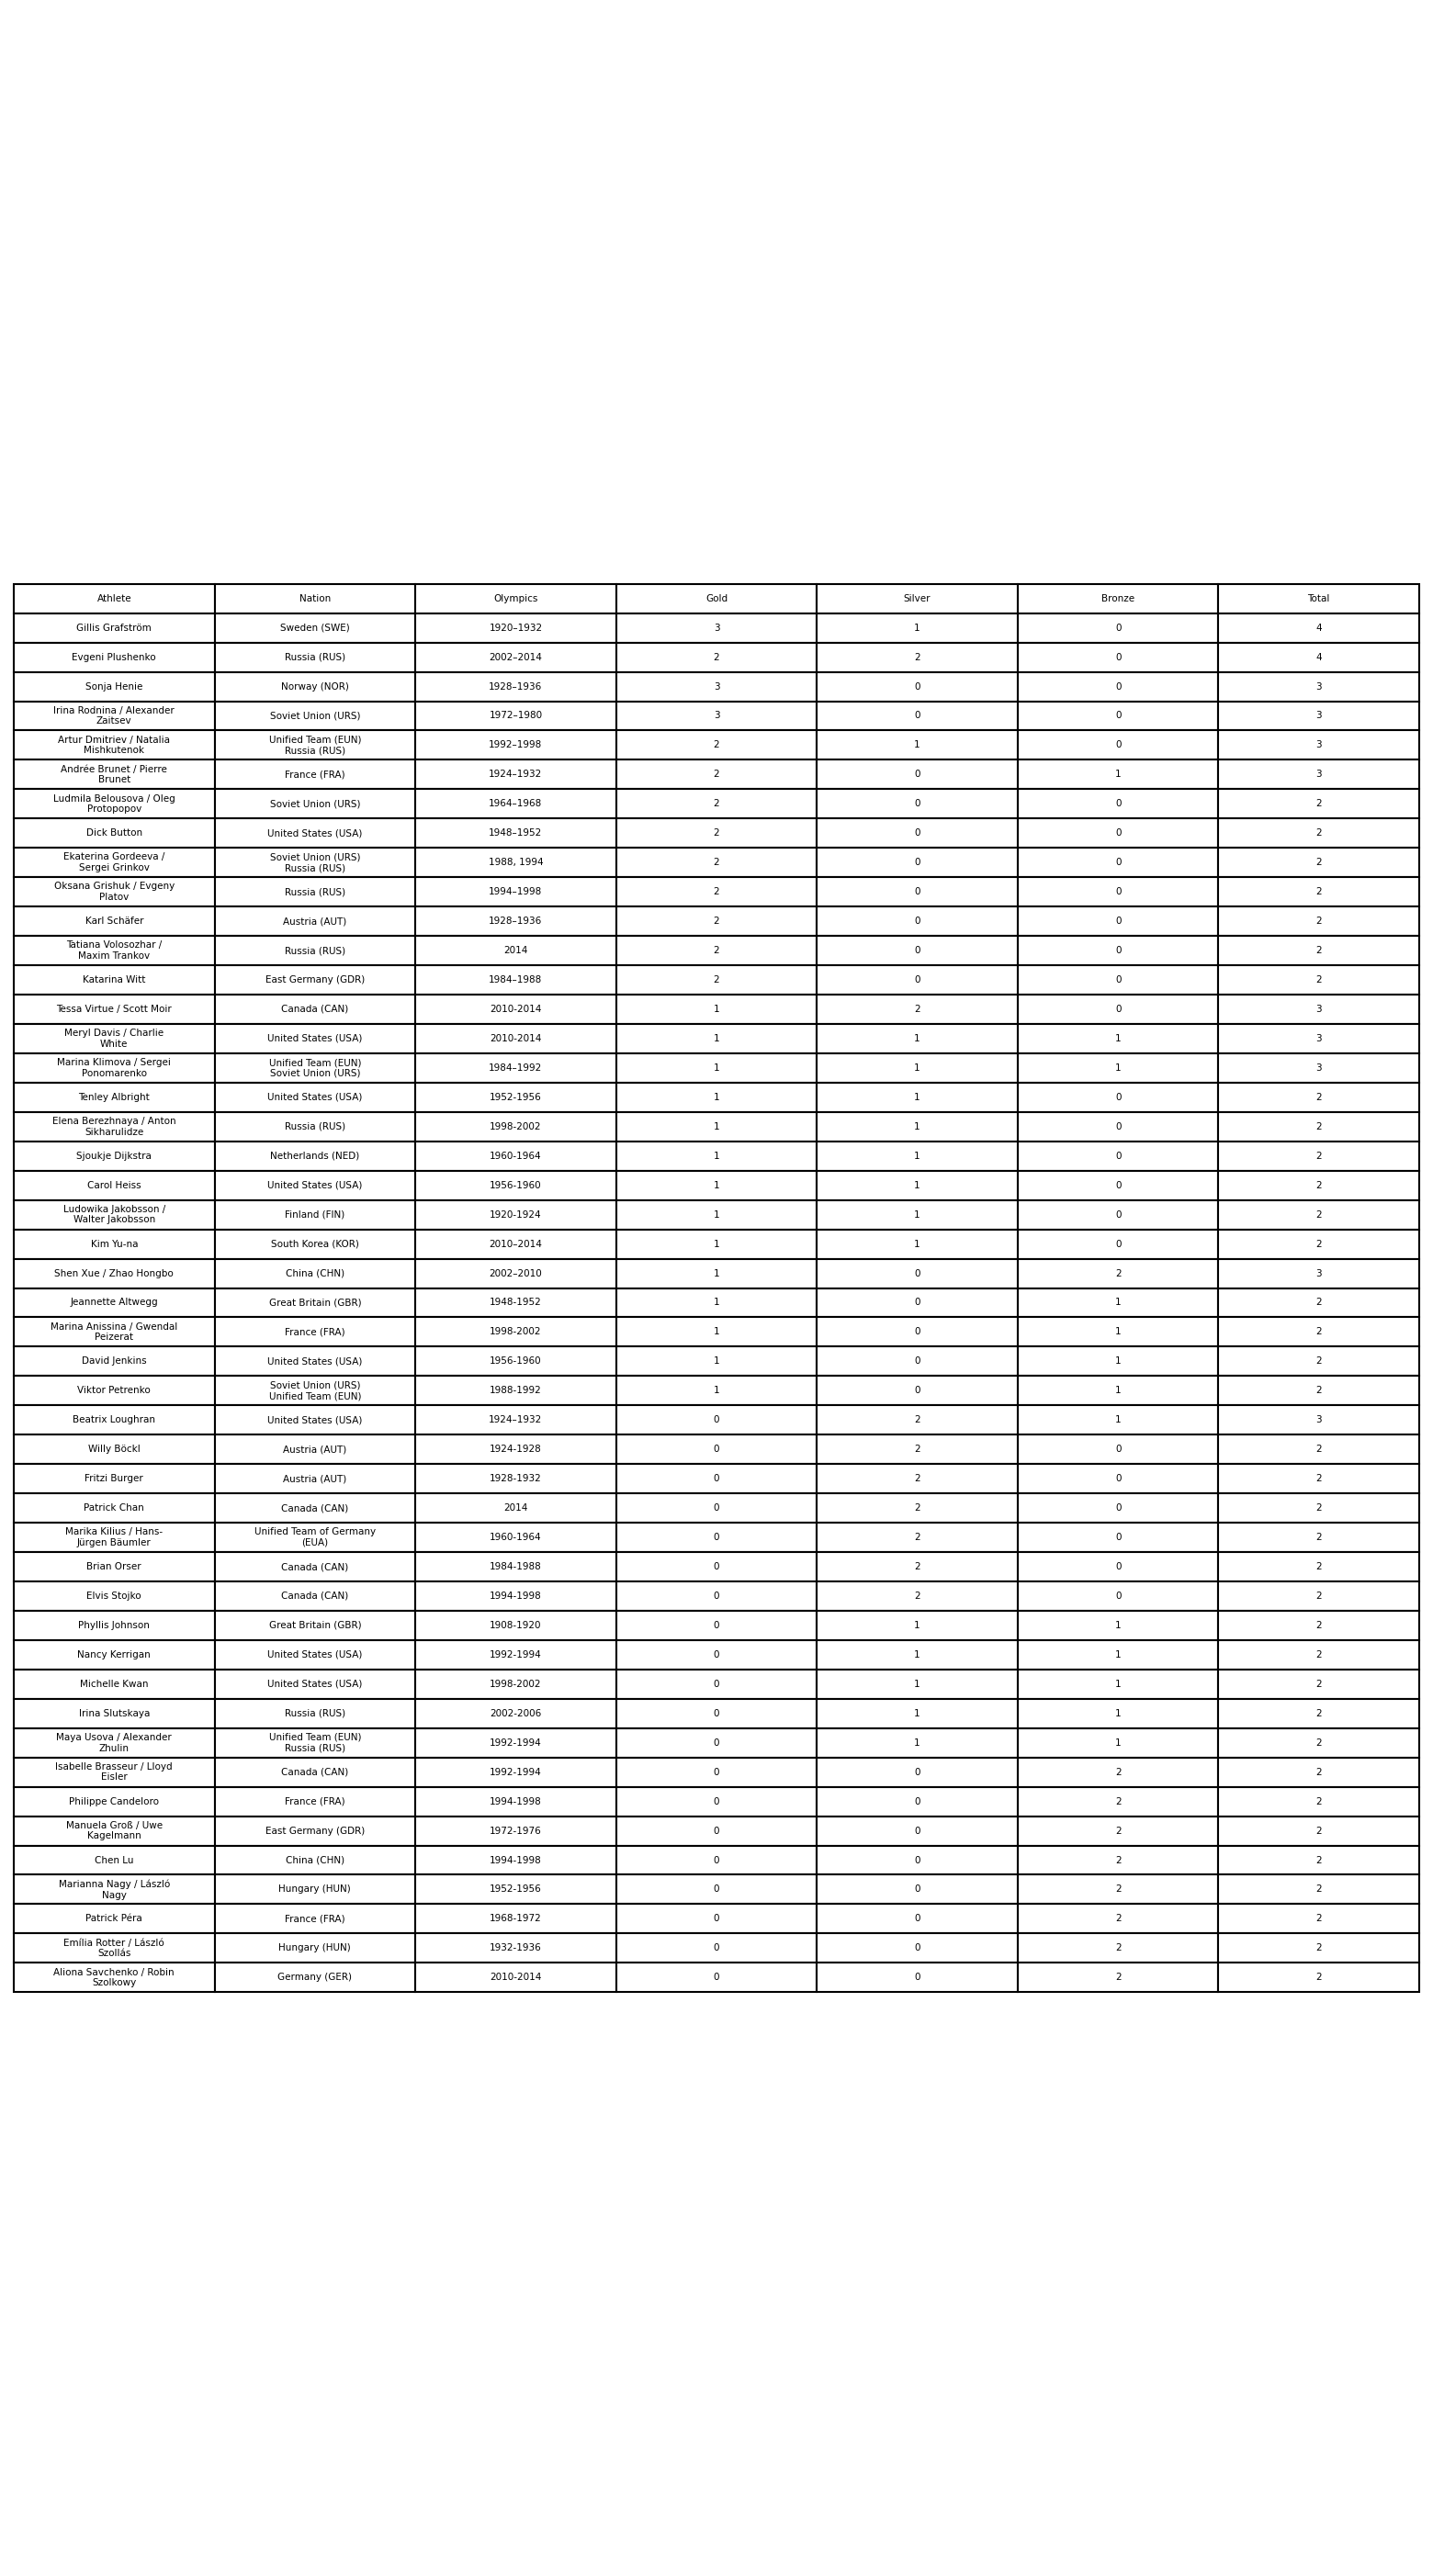 Athlete Nation Olympics Gold Silver Bronze Total
Gillis Grafström Sweden (SWE) 1920–1932 3 1 0 4
Evgeni Plushenko Russia (RUS) 2002–2014 2 2 0 4
Sonja Henie Norway (NOR) 1928–1936 3 0 0 3
Irina Rodnina / Alexander
Zaitsev Soviet Union (URS) 1972–1980 3 0 0 3
Artur Dmitriev / Natalia
Mishkutenok Unified Team (EUN)
Russia (RUS) 1992–1998 2 1 0 3
Andrée Brunet / Pierre
Brunet France (FRA) 1924–1932 2 0 1 3
Ludmila Belousova / Oleg
Protopopov Soviet Union (URS) 1964–1968 2 0 0 2
Dick Button United States (USA) 1948–1952 2 0 0 2
Ekaterina Gordeeva /
Sergei Grinkov Soviet Union (URS)
Russia (RUS) 1988, 1994 2 0 0 2
Oksana Grishuk / Evgeny
Platov Russia (RUS) 1994–1998 2 0 0 2
Karl Schäfer Austria (AUT) 1928–1936 2 0 0 2
Tatiana Volosozhar /
Maxim Trankov Russia (RUS) 2014 2 0 0 2
Katarina Witt East Germany (GDR) 1984–1988 2 0 0 2
Tessa Virtue / Scott Moir Canada (CAN) 2010-2014 1 2 0 3
Meryl Davis / Charlie
White United States (USA) 2010-2014 1 1 1 3
Marina Klimova / Sergei
Ponomarenko Unified Team (EUN)
Soviet Union (URS) 1984–1992 1 1 1 3
Tenley Albright United States (USA) 1952-1956 1 1 0 2
Elena Berezhnaya / Anton
Sikharulidze Russia (RUS) 1998-2002 1 1 0 2
Sjoukje Dijkstra Netherlands (NED) 1960-1964 1 1 0 2
Carol Heiss United States (USA) 1956-1960 1 1 0 2
Ludowika Jakobsson /
Walter Jakobsson Finland (FIN) 1920-1924 1 1 0 2
Kim Yu-na South Korea (KOR) 2010–2014 1 1 0 2
Shen Xue / Zhao Hongbo China (CHN) 2002–2010 1 0 2 3
Jeannette Altwegg Great Britain (GBR) 1948-1952 1 0 1 2
Marina Anissina / Gwendal
Peizerat France (FRA) 1998-2002 1 0 1 2
David Jenkins United States (USA) 1956-1960 1 0 1 2
Viktor Petrenko Soviet Union (URS)
Unified Team (EUN) 1988-1992 1 0 1 2
Beatrix Loughran United States (USA) 1924–1932 0 2 1 3
Willy Böckl Austria (AUT) 1924-1928 0 2 0 2
Fritzi Burger Austria (AUT) 1928-1932 0 2 0 2
Patrick Chan Canada (CAN) 2014 0 2 0 2
Marika Kilius / Hans-
Jürgen Bäumler Unified Team of Germany
(EUA) 1960-1964 0 2 0 2
Brian Orser Canada (CAN) 1984-1988 0 2 0 2
Elvis Stojko Canada (CAN) 1994-1998 0 2 0 2
Phyllis Johnson Great Britain (GBR) 1908-1920 0 1 1 2
Nancy Kerrigan United States (USA) 1992-1994 0 1 1 2
Michelle Kwan United States (USA) 1998-2002 0 1 1 2
Irina Slutskaya Russia (RUS) 2002-2006 0 1 1 2
Maya Usova / Alexander
Zhulin Unified Team (EUN)
Russia (RUS) 1992-1994 0 1 1 2
Isabelle Brasseur / Lloyd
Eisler Canada (CAN) 1992-1994 0 0 2 2
Philippe Candeloro France (FRA) 1994-1998 0 0 2 2
Manuela Groß / Uwe
Kagelmann East Germany (GDR) 1972-1976 0 0 2 2
Chen Lu China (CHN) 1994-1998 0 0 2 2
Marianna Nagy / László
Nagy Hungary (HUN) 1952-1956 0 0 2 2
Patrick Péra France (FRA) 1968-1972 0 0 2 2
Emília Rotter / László
Szollás Hungary (HUN) 1932-1936 0 0 2 2
Aliona Savchenko / Robin
Szolkowy Germany (GER) 2010-2014 0 0 2 2